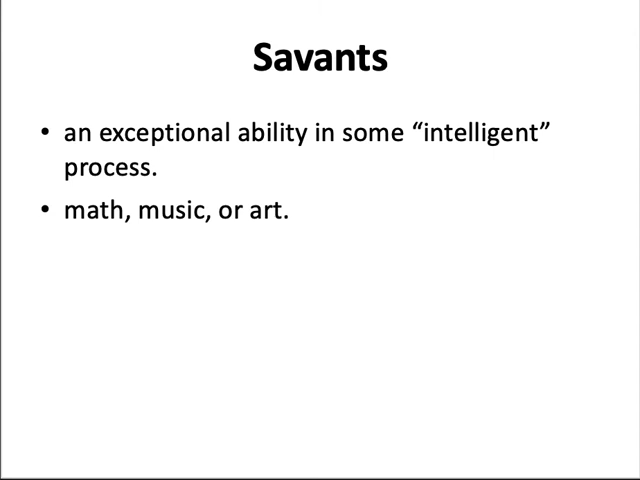 Savants
• an exceptional ability in some “intelligent”
process.
• math, music, or art.